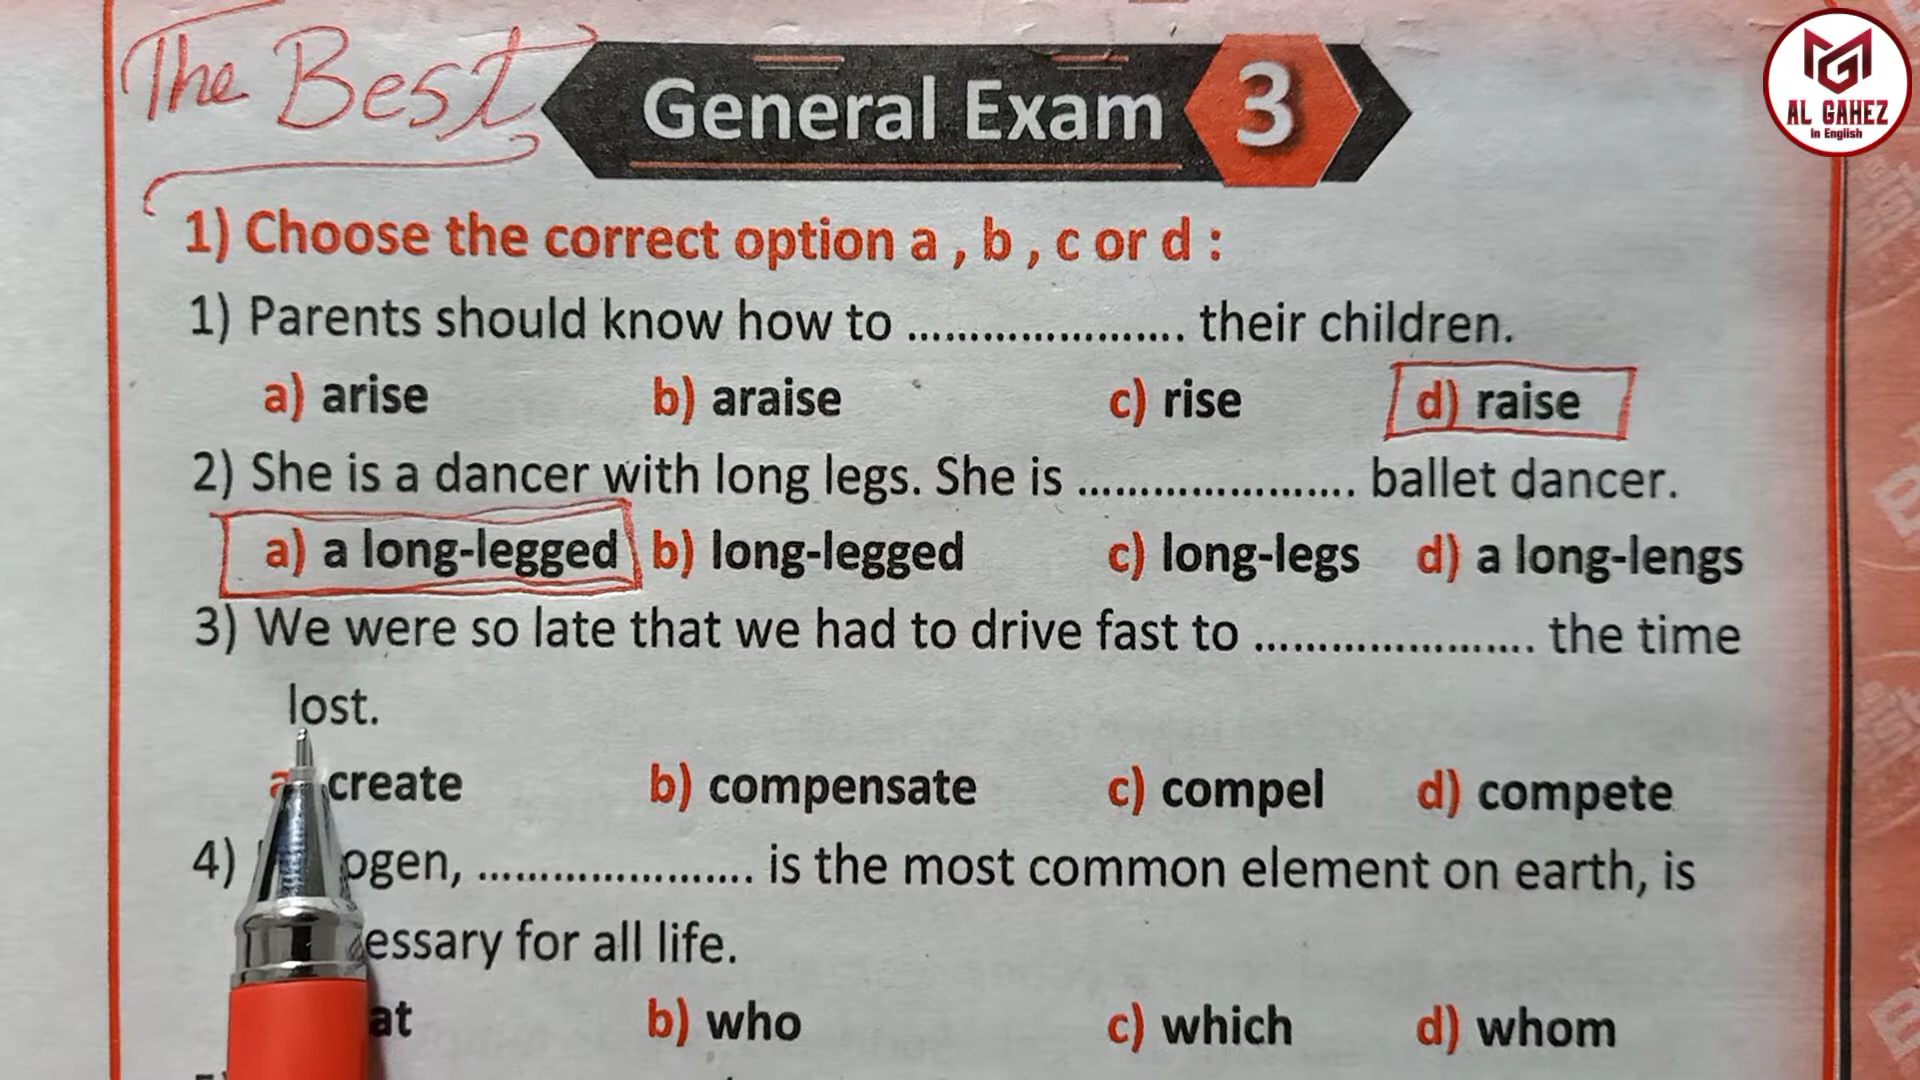 The Best
General Exam 3
AL GAHEZ
in English
1) Choose the correct option a , b , c or d :
1) Parents should know how to ...................... their children.
a) arise b) araise c) rise d) raise
2) She is a dancer with long legs. She is ...................... ballet dancer.
a) a long-legged b) long-legged c) long-legs d) a long-lengs
3) We were so late that we had to drive fast to ...................... the time
lost.
create b) compensate c) compel d) compete
4) ...................... is the most common element on earth, is
for all life.
b) who c) which d) whom